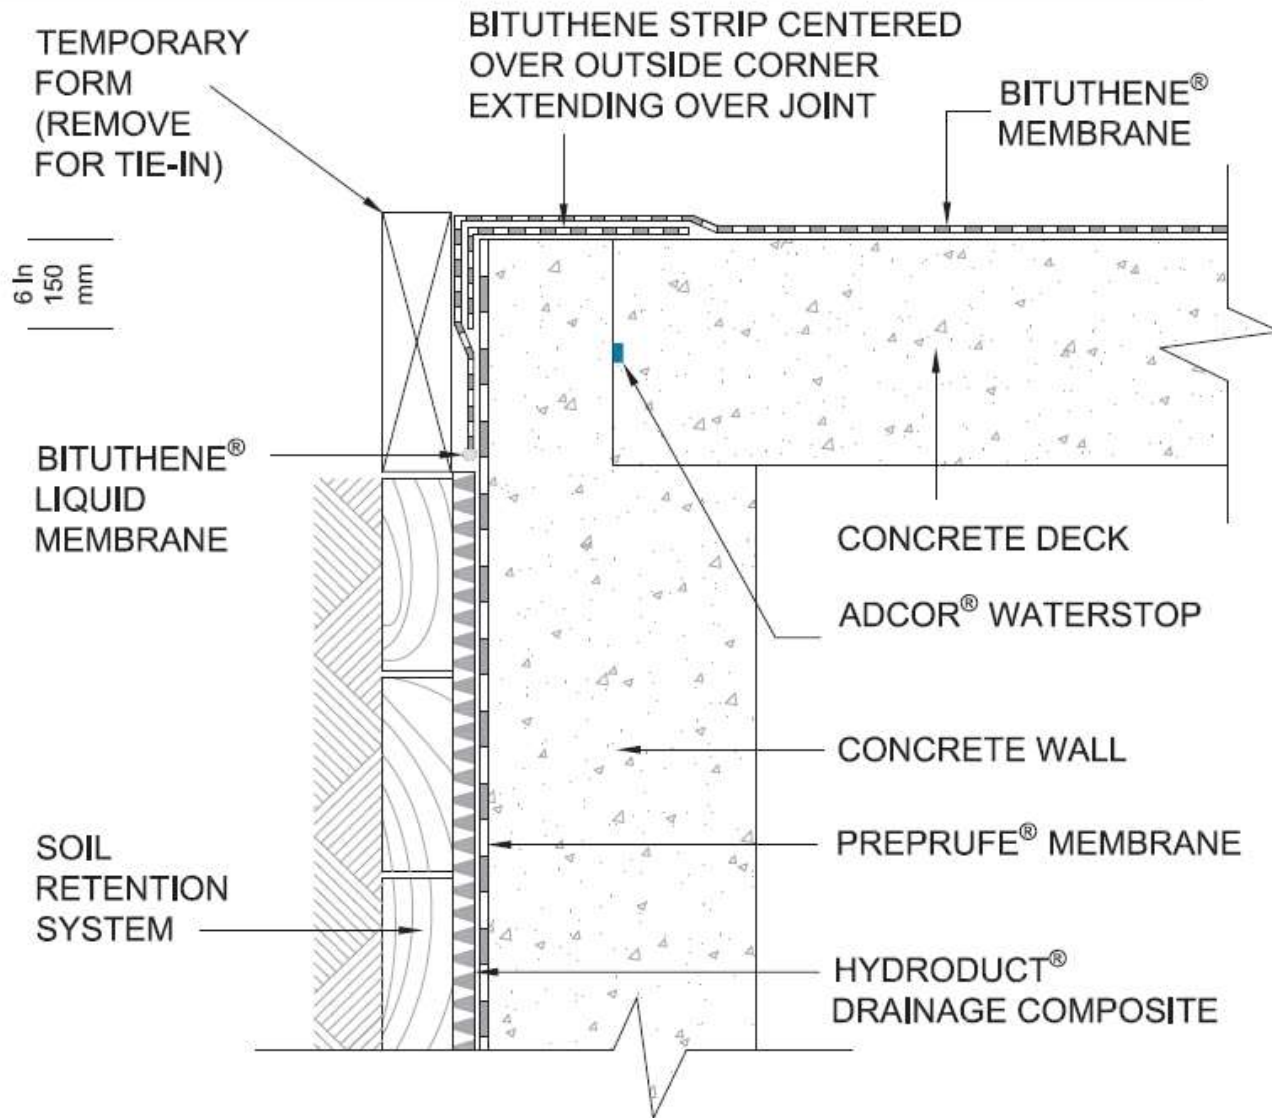 TEMPORARY
FORM
(REMOVE
FOR TIE-IN)
BITUTHENE STRIP CENTERED
OVER OUTSIDE CORNER
EXTENDING OVER JOINT
BITUTHENE®
MEMBRANE
6 In
150
mm
BITUTHENE®
LIQUID
MEMBRANE
CONCRETE DECK
ADCOR® WATERSTOP
CONCRETE WALL
PREPRUFE® MEMBRANE
SOIL
RETENTION
SYSTEM
HYDRODUCT®
DRAINAGE COMPOSITE